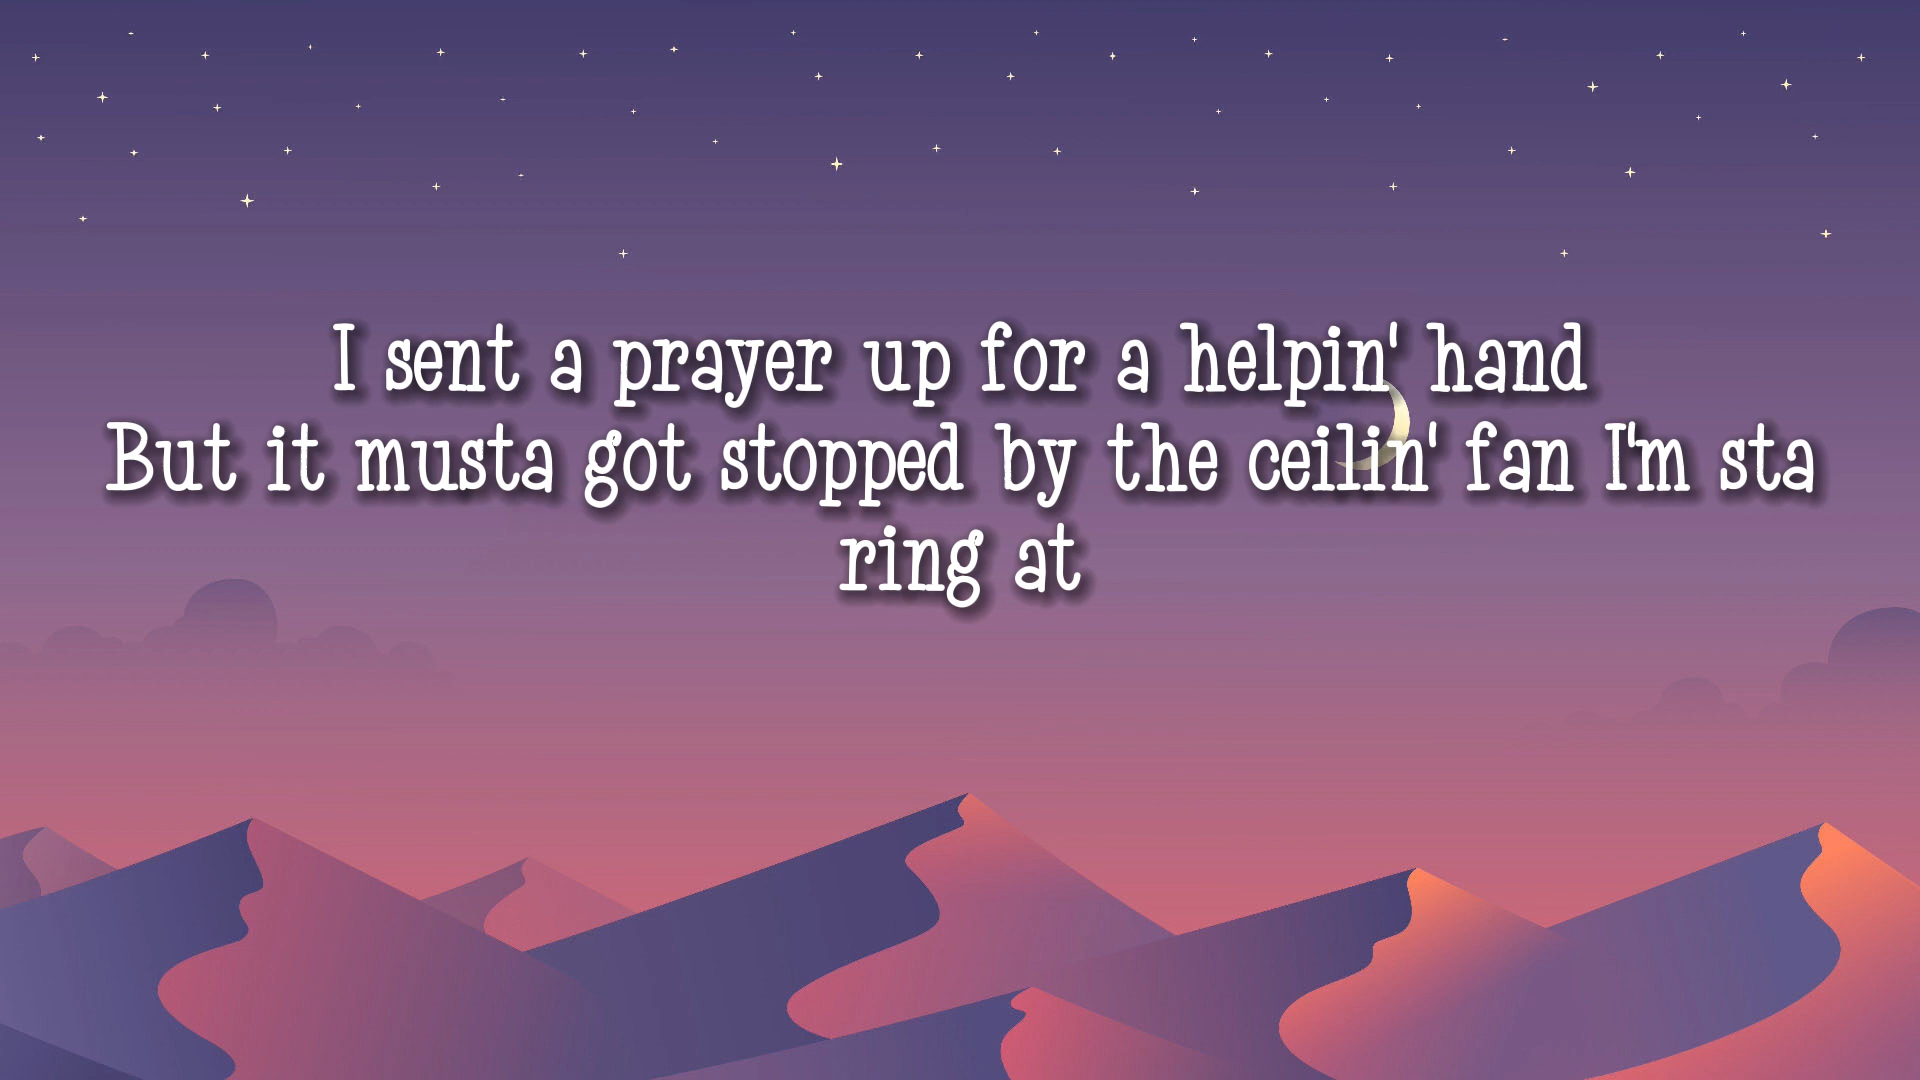 I sent a prayer up for a helpin' hand
But it musta got stopped by the ceilin' fan I'm sta
ring at